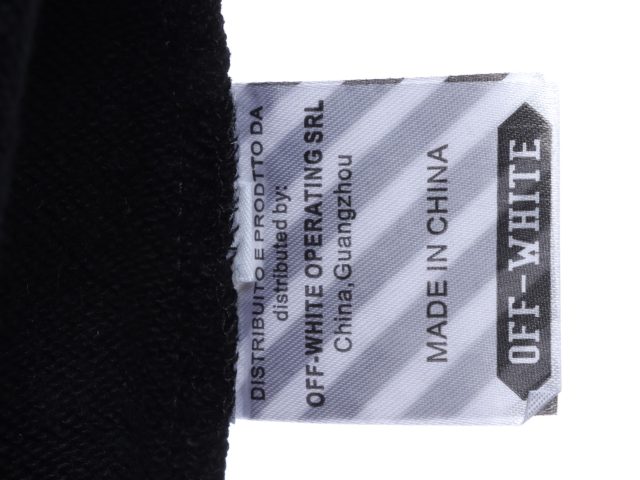 DISTRIBUITO E PRODTTO DA
distributed by:
OFF-WHITE OPERATING SRL
China,Guangzhou
MADE IN CHINA
OFF-WHITE